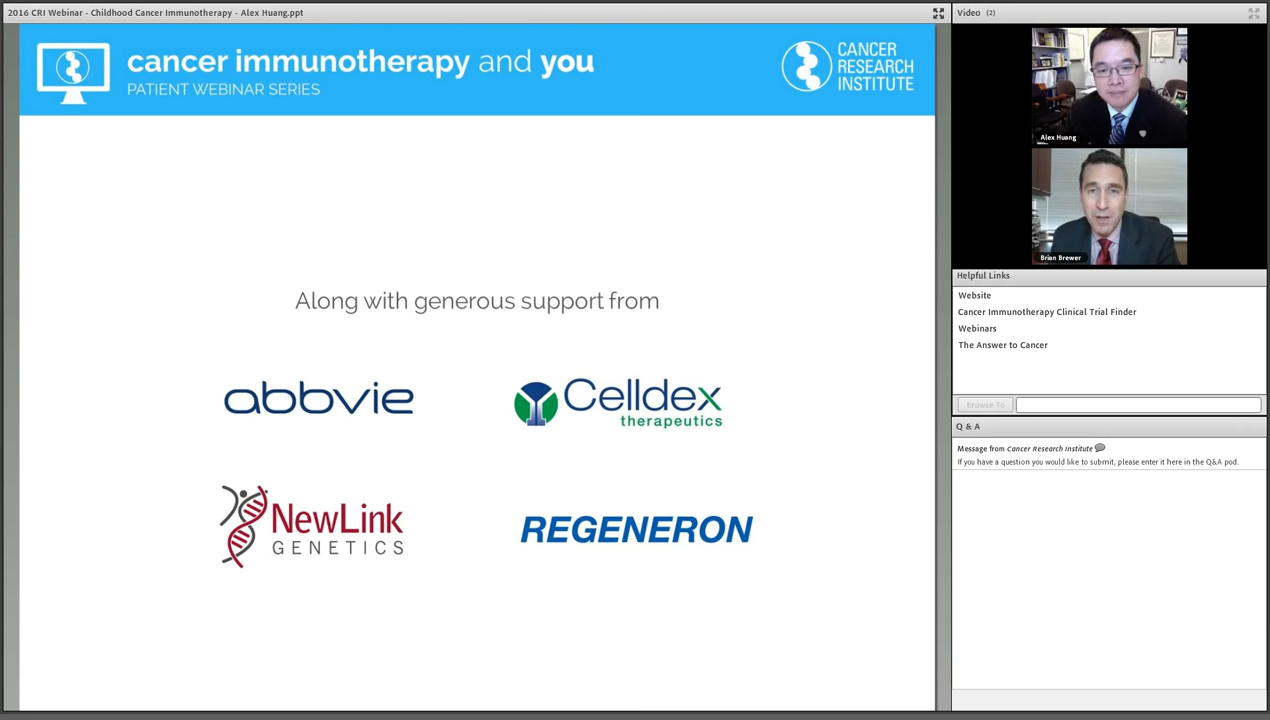 2016 CRI Webinar - Childhood Cancer Immunotherapy - Alex Huang.ppt
cancer immunotherapy and you
PATIENT WEBINAR SERIES
CANCER
RESEARCH
INSTITUTE
Along with generous support from
abbvie
Celldex
therapeutics
NewLink
GENETICS
REGENERON
Video (2)
Alex Huang
Brian Brewer
Helpful Links
Website
Cancer Immunotherapy Clinical Trial Finder
Webinars
The Answer to Cancer
Browse To
Q & A
Message from Cancer Research Institute
If you have a question you would like to submit, please enter it here in the Q&A pod.